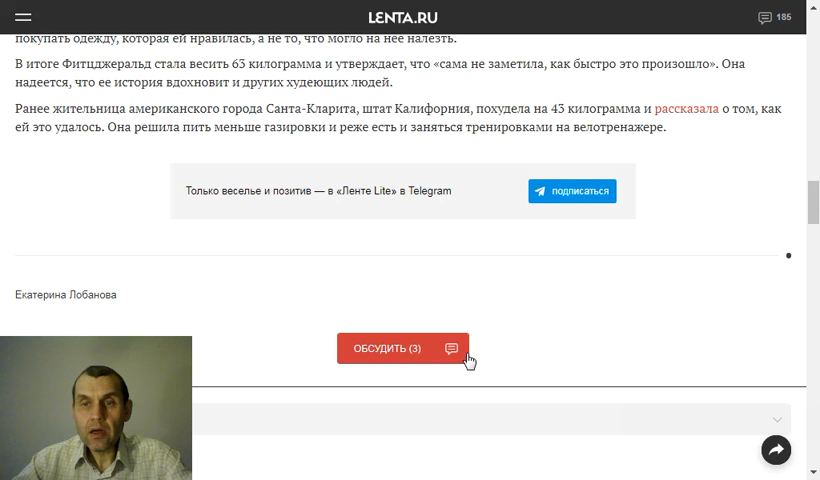 LENTA.RU
185
покупать одежду, которая ей нравилась, а не то, что могло на нее налезть.
В итоге Фитцджеральд стала весить 63 килограмма и утверждает, что «сама не заметила, как быстро это произошло». Она
надеется, что ее история вдохновит и других худеющих людей.
Ранее жительница американского города Санта-Кларита, штат Калифорния, похудела на 43 килограмма и рассказала о том, как
ей это удалось. Она решила пить меньше газировки и реже есть и заняться тренировками на велотренажере.
Только веселье и позитив — в «Ленте Lite» в Telegram
подписаться
Екатерина Лобанова
ОБСУДИТЬ (3)